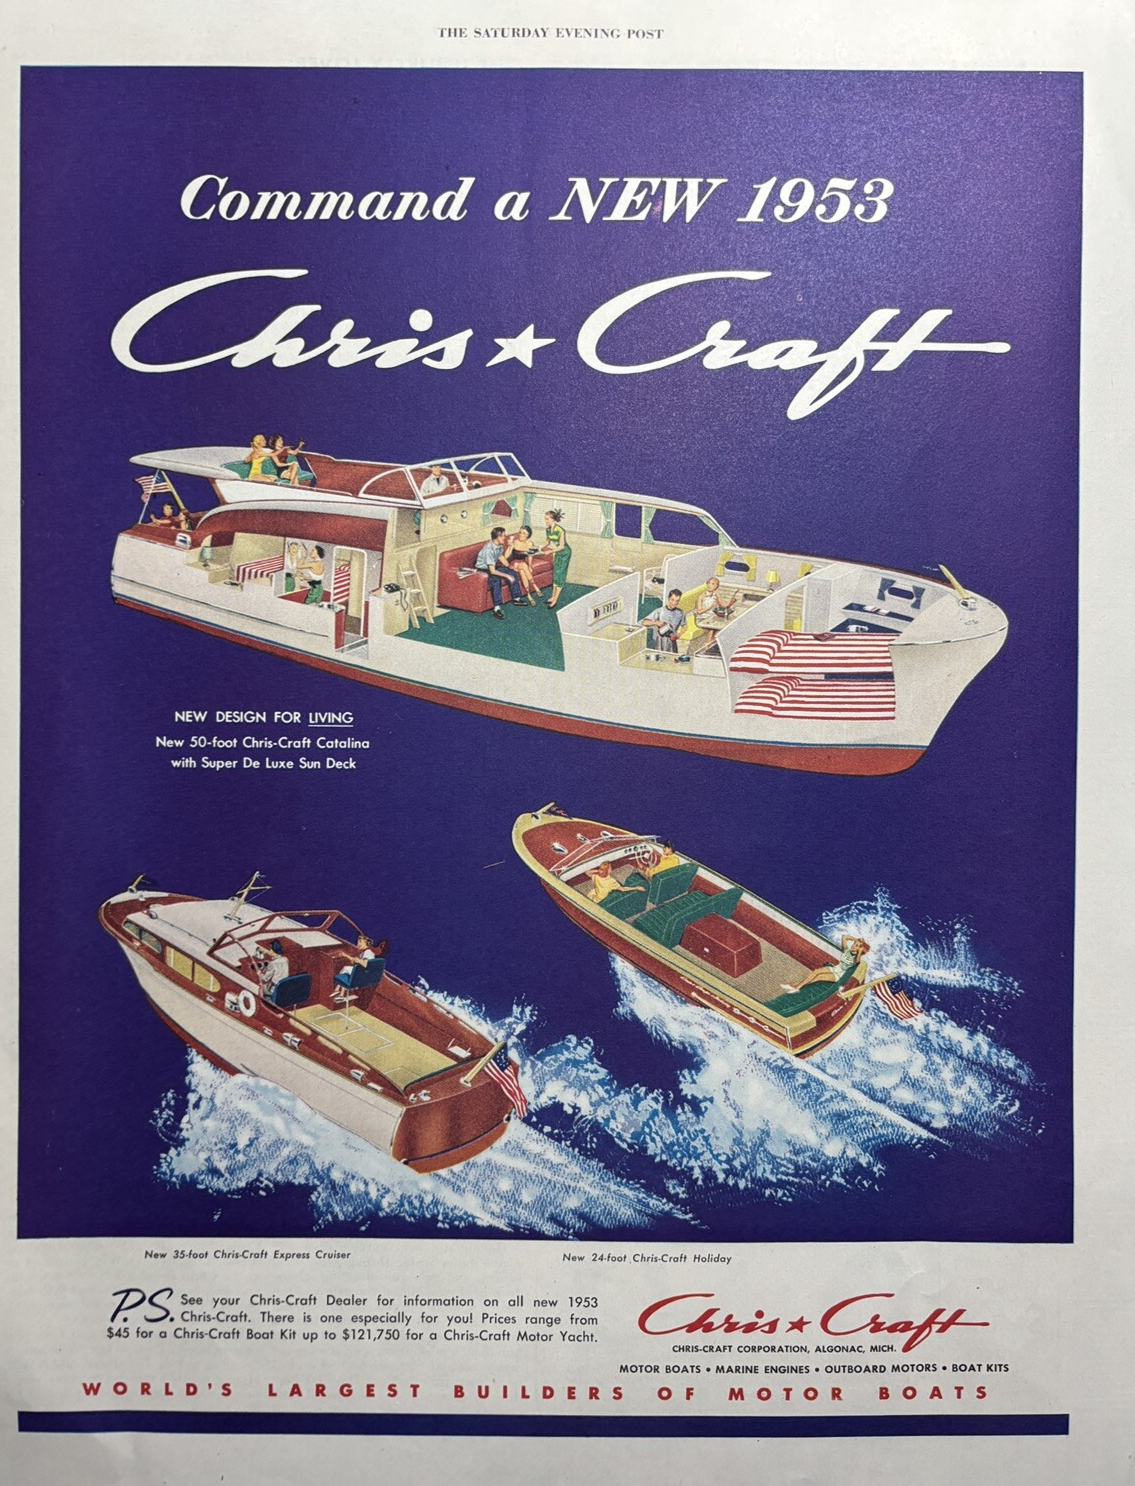 THE SATURDAY EVENING POST
Command a NEW 1953
Chris★Craft
NEW DESIGN FOR LIVING
New 50-foot Chris-Craft Catalina
with Super De Luxe Sun Deck
New 35-foot Chris-Craft Express Cruiser
New 24-foot Chris-Craft Holiday
P.S. See your Chris-Craft Dealer for information on all new 1953
Chris-Craft. There is one especially for you! Prices range from
$45 for a Chris-Craft Boat Kit up to $121,750 for a Chris-Craft Motor Yacht.
Chris★Craft
CHRIS-CRAFT CORPORATION, ALGONAC, MICH.
MOTOR BOATS • MARINE ENGINES • OUTBOARD MOTORS • BOAT KITS
WORLD'S LARGEST BUILDERS OF MOTOR BOATS